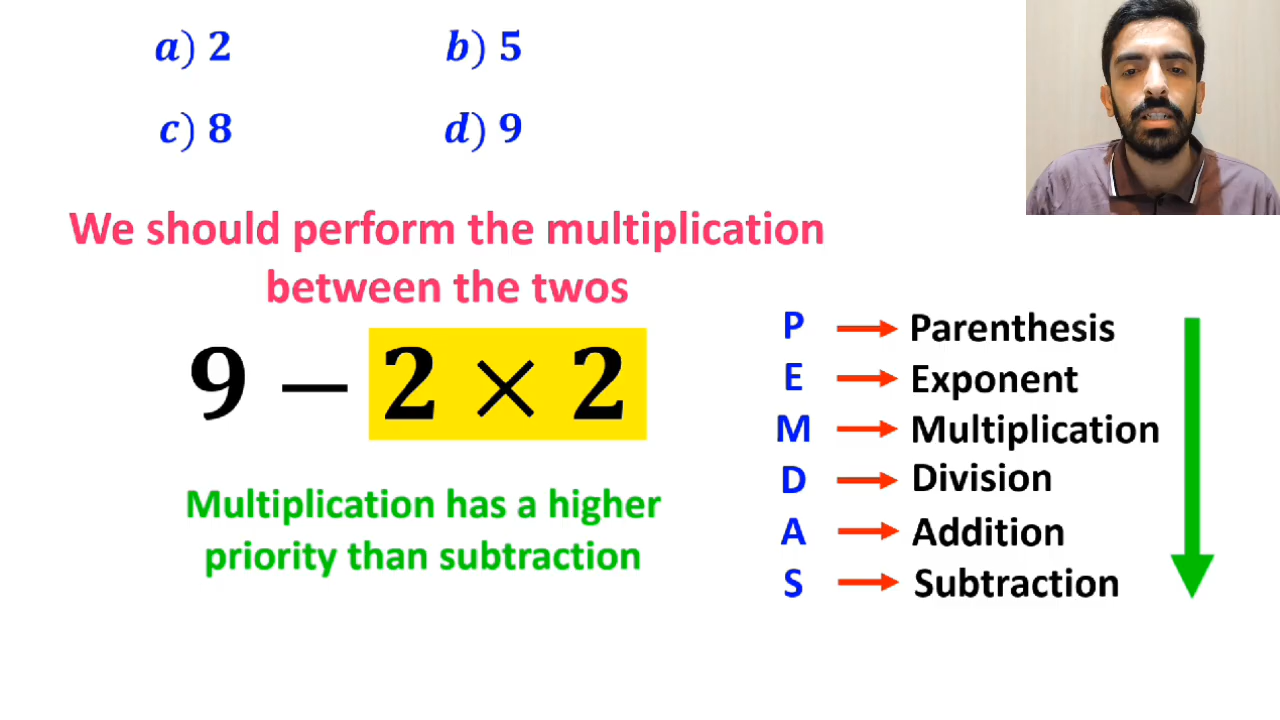 a) 2 b) 5
c) 8 d) 9
We should perform the multiplication
between the twos
9 − 2 × 2
Multiplication has a higher
priority than subtraction
P → Parenthesis
E → Exponent
M → Multiplication
D → Division
A → Addition
S → Subtraction